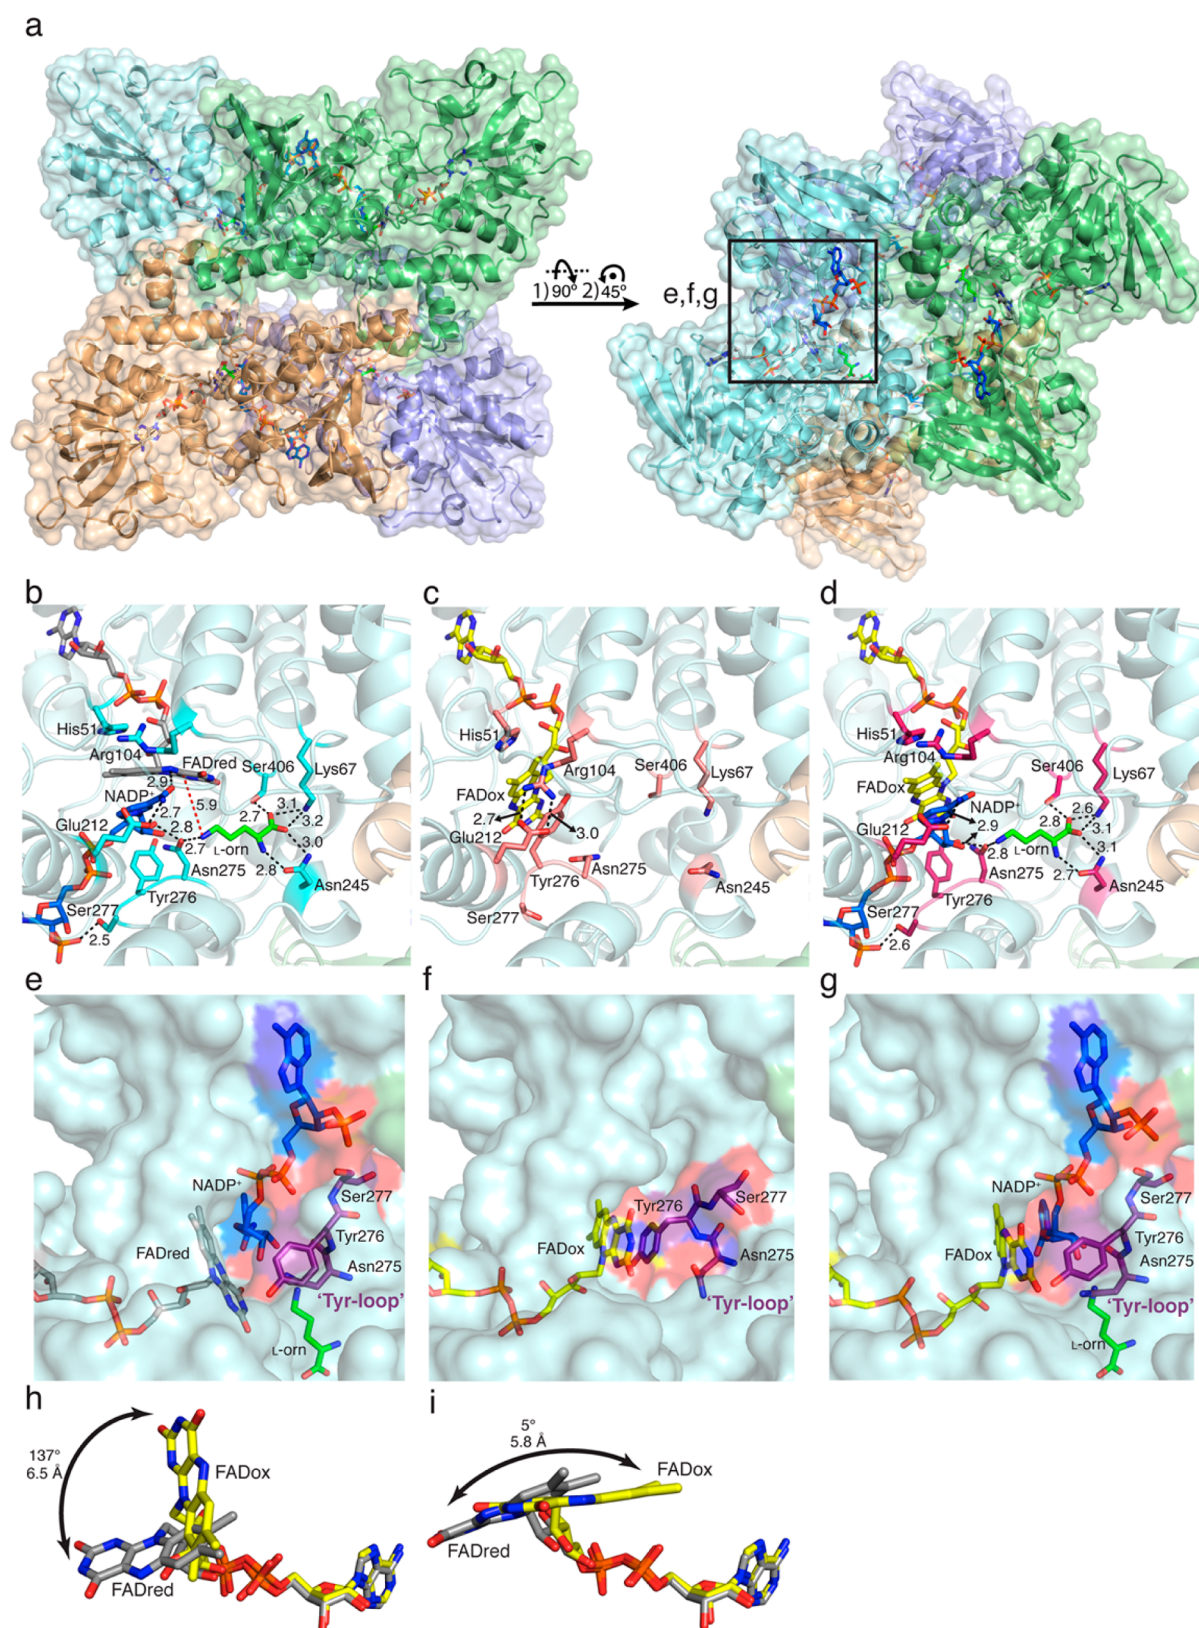 a
1) 90° 2) 45°
e,f,g
b
His51
Arg104
FADred
Ser406
Lys67
2.9
NADP⁺
5.9
3.1
2.7
2.7
3.2
Glu212
2.8
3.0
2.7
L-orn
Asn275
2.8
Tyr276
Asn245
Ser277
2.5
c
His51
Arg104
Ser406
Lys67
FADox
2.7
3.0
Glu212
Asn275
Tyr276
Asn245
Ser277
d
His51
Arg104
Ser406
Lys67
FADox
NADP⁺
2.6
2.8
Glu212
2.9
3.1
3.1
2.8
L-orn
Asn275
2.7
Tyr276
Asn245
Ser277
2.6
e
NADP⁺
Ser277
Tyr276
FADred
Asn275
'Tyr-loop'
L-orn
f
Tyr276
Ser277
FADox
Asn275
'Tyr-loop'
g
NADP⁺
Ser277
Tyr276
FADox
Asn275
'Tyr-loop'
L-orn
h
137°
6.5 Å
FADox
FADred
i
5°
5.8 Å
FADox
FADred